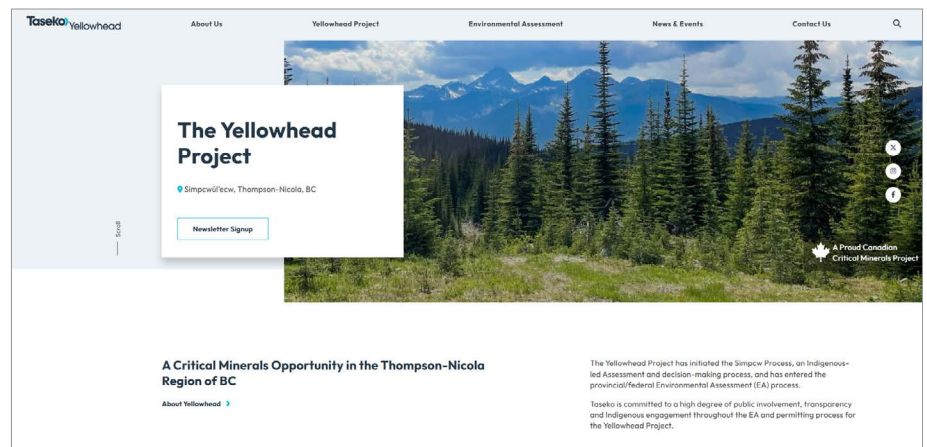 Taseko Yellowhead
About Us
Yellowhead Project
Environmental Assessment
News & Events
Contact Us
The Yellowhead
Project
Simpcwúl'ecw, Thompson-Nicola, BC
Newsletter Signup
Scroll
A Proud Canadian
Critical Minerals Project
A Critical Minerals Opportunity in the Thompson-Nicola
Region of BC
About Yellowhead
The Yellowhead Project has initiated the Simpcw Process, an Indigenous-
led Assessment and decision-making process, and has entered the
provincial/federal Environmental Assessment (EA) process.
Taseko is committed to a high degree of public involvement, transparency
and Indigenous engagement throughout the EA and permitting process for
the Yellowhead Project.